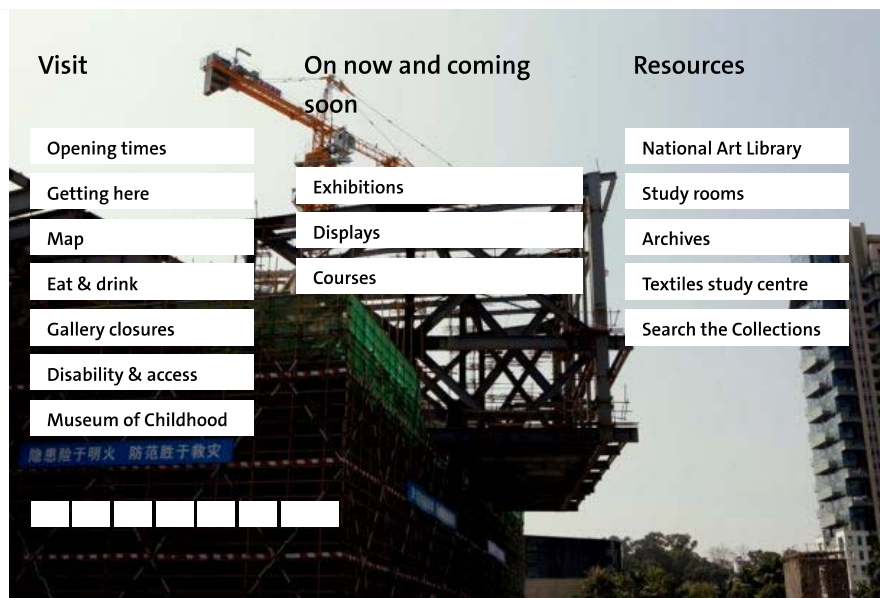 Visit
Opening times
Getting here
Map
Eat & drink
Gallery closures
Disability & access
Museum of Childhood
On now and coming
soon
Exhibitions
Displays
Courses
Resources
National Art Library
Study rooms
Archives
Textiles study centre
Search the Collections
隐患险于明火 防范胜于救灾